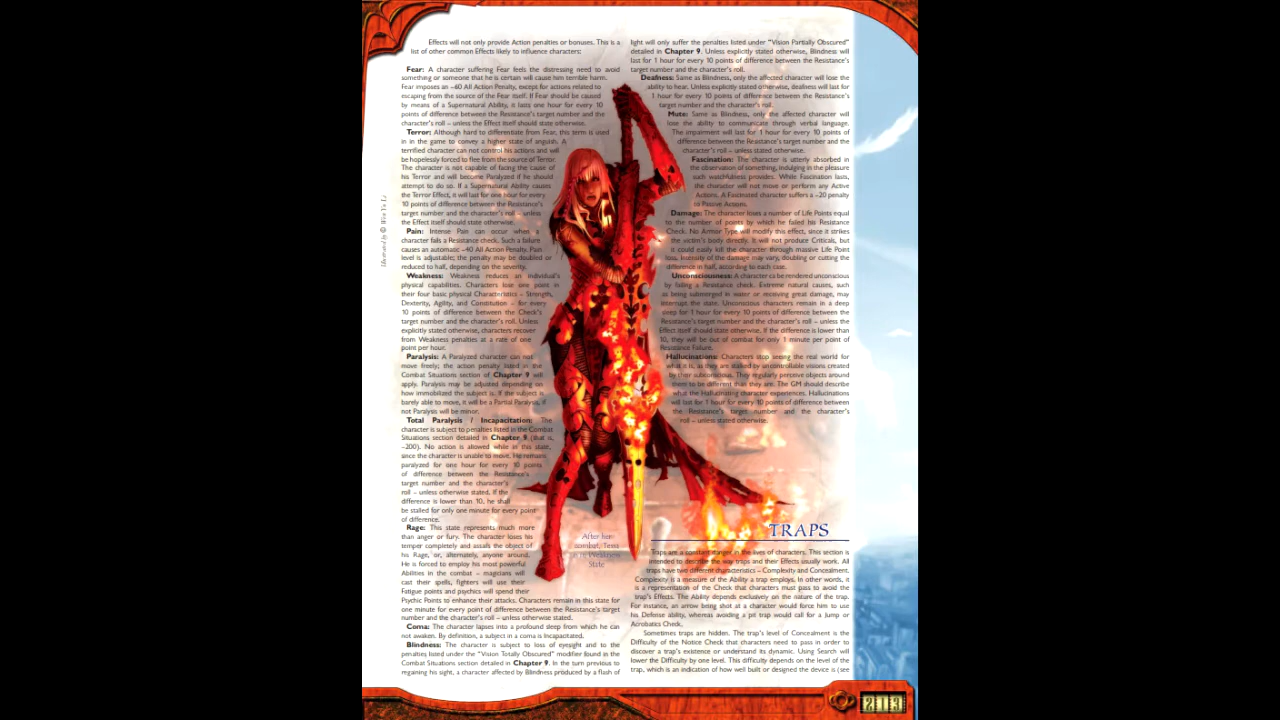 Effects will not only provide Action penalties or bonuses. This is a
list of other common Effects likely to influence characters:
Fear: A character suffering Fear feels the distressing need to avoid
something or someone that he is certain will cause him terrible harm.
Fear imposes an –40 All Action Penalty, except for actions related to
escaping from the source of the Fear itself. If Fear should be caused
by means of a Supernatural Ability, it lasts one hour for every 10
points of difference between the Resistance's target number and the
character's roll – unless the Effect itself should state otherwise.
Terror: Although hard to differentiate from Fear, this term is used
in in the game to convey a higher state of anguish. A
terrified character can not control his actions and will
be hopelessly forced to flee from the source of Terror.
The character is not capable of facing the cause of
his Terror and will become Paralyzed if he should
attempt to do so. If a Supernatural Ability causes
the Terror Effect, it will last for one hour for every
10 points of difference between the Resistance's
target number and the character's roll – unless
the Effect itself should state otherwise.
Pain: Intense Pain can occur when a
character fails a Resistance check. Such a failure
causes an automatic –40 All Action Penalty. Pain
level is adjustable; the penalty may be doubled or
reduced to half, depending on the severity.
Weakness: Weakness reduces an individual's
physical capabilities. Characters lose one point in
their four basic physical Characteristics – Strength,
Dexterity, Agility, and Constitution – for every
10 points of difference between the Check's
target number and the character's roll. Unless
explicitly stated otherwise, characters recover
from Weakness penalties at a rate of one
point per hour.
Paralysis: A Paralyzed character can not
move freely; the action penalty listed in the
Combat Situations section of Chapter 9 will
apply. Paralysis may be adjusted depending on
how immobilized the subject is. If the subject is
barely able to move, it will be a Partial Paralysis, if
not Paralysis will be minor.
Total Paralysis / Incapacitation: The
character is subject to penalties listed in the Combat
Situations section detailed in Chapter 9 (that is,
–200). No action is allowed while in this state,
since the character is unable to move. He remains
paralyzed for one hour for every 10 points
of difference between the Resistance's
target number and the character's
roll – unless otherwise stated. If the
difference is lower than 10, he shall
be stalled for only one minute for every point
of difference.
Rage: This state represents much more
than anger or fury. The character loses his
temper completely and assails the object of
his Rage, or, alternately, anyone around.
He is forced to employ his most powerful
Abilities in the combat – magicians will
cast their spells, fighters will use their
Fatigue points and psychics will spend their
Psychic Points to enhance their attacks. Characters remain in this state for
one minute for every point of difference between the Resistance's target
number and the character's roll – unless otherwise stated.
Coma: The character lapses into a profound sleep from which he can
not awaken. By definition, a subject in a coma is Incapacitated.
Blindness: The character is subject to loss of eyesight and to the
penalties listed under the "Vision Totally Obscured" modifier found in the
Combat Situations section detailed in Chapter 9. In the turn previous to
regaining his sight, a character affected by Blindness produced by a flash of
light will only suffer the penalties listed under "Vision Partially Obscured"
detailed in Chapter 9. Unless explicitly stated otherwise, Blindness will
last for 1 hour for every 10 points of difference between the Resistance's
target number and the character's roll.
Deafness: Same as Blindness, only the affected character will lose the
ability to hear. Unless explicitly stated otherwise, deafness will last for
1 hour for every 10 points of difference between the Resistance's
target number and the character's roll.
Mute: Same as Blindness, only the affected character will
lose the ability to communicate through verbal language.
The impairment will last for 1 hour for every 10 points of
difference between the Resistance's target number and the
character's roll – unless stated otherwise.
Fascination: The character is utterly absorbed in
the observation of something, indulging in the pleasure
such watchfulness provides. While Fascination lasts,
the character will not move or perform any Active
Actions. A Fascinated character suffers a –20 penalty
to Passive Actions.
Damage: The character loses a number of Life Points equal
to the number of points by which he failed his Resistance
Check. No Armor Type will modify this effect, since it strikes
the victim's body directly. It will not produce Criticals, but
it could easily kill the character through massive Life Point
loss. Intensity of the damage may vary, doubling or cutting the
difference in half, according to each case.
Unconsciousness: A character ca be rendered unconscious
by failing a Resistance check. Extreme natural causes, such
as being submerged in water or recieving great damage, may
interrupt the state. Unconscious characters remain in a deep
sleep for 1 hour for every 10 points of difference between the
Resistance's target number and the character's roll – unless the
Effect itself should state otherwise. If the difference is lower than
10, they will be out of combat for only 1 minute per point of
Resistance Failure.
Hallucinations: Characters stop seeing the real world for
what it is, as they are stalked by uncontrollable visions created
by their subconscious. They regularly perceive objects around
them to be different than they are. The GM should describe
what the Hallucinating character experiences. Hallucinations
will last for 1 hour for every 10 points of difference between
the Resistance's target number and the character's
roll – unless stated otherwise.
Illustrated by ©
After her
combat,
in Weakness
State
TRAPS
Traps are a constant danger in the lives of characters. This section is
intended to describe the way traps and their Effects usually work. All
traps have two different characteristics – Complexity and Concealment.
Complexity is a measure of the Ability a trap employs. In other words, it
is a representation of the Check that characters must pass to avoid the
trap's Effects. The Ability depends exclusively on the nature of the trap.
For instance, an arrow being shot at a character would force him to use
his Defense ability, whereas avoiding a pit trap would call for a Jump or
Acrobatics Check.
Sometimes traps are hidden. The trap's level of Concealment is the
Difficulty of the Notice Check that characters need to pass in order to
discover a trap's existence or understand its dynamic. Using Search will
lower the Difficulty by one level. This difficulty depends on the level of the
trap, which is an indication of how well built or designed the device is (see
213